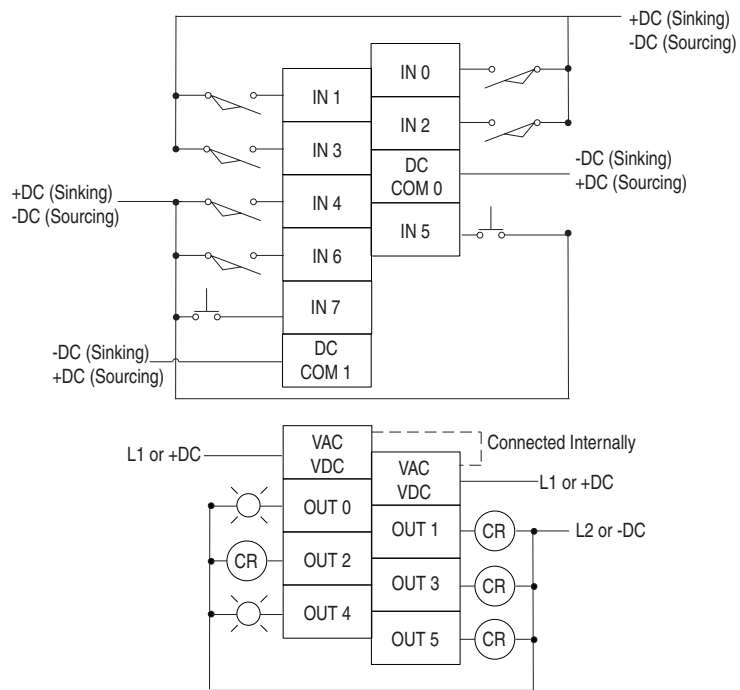 +DC (Sinking)
-DC (Sourcing)
IN 0
IN 1
IN 2
IN 3
DC
COM 0
-DC (Sinking)
+DC (Sourcing)
+DC (Sinking)
-DC (Sourcing)
IN 4
IN 5
IN 6
IN 7
-DC (Sinking)
+DC (Sourcing)
DC
COM 1
L1 or +DC
VAC
VDC
Connected Internally
VAC
VDC
L1 or +DC
OUT 0
OUT 1
CR
L2 or -DC
CR
OUT 2
OUT 3
CR
OUT 4
OUT 5
CR